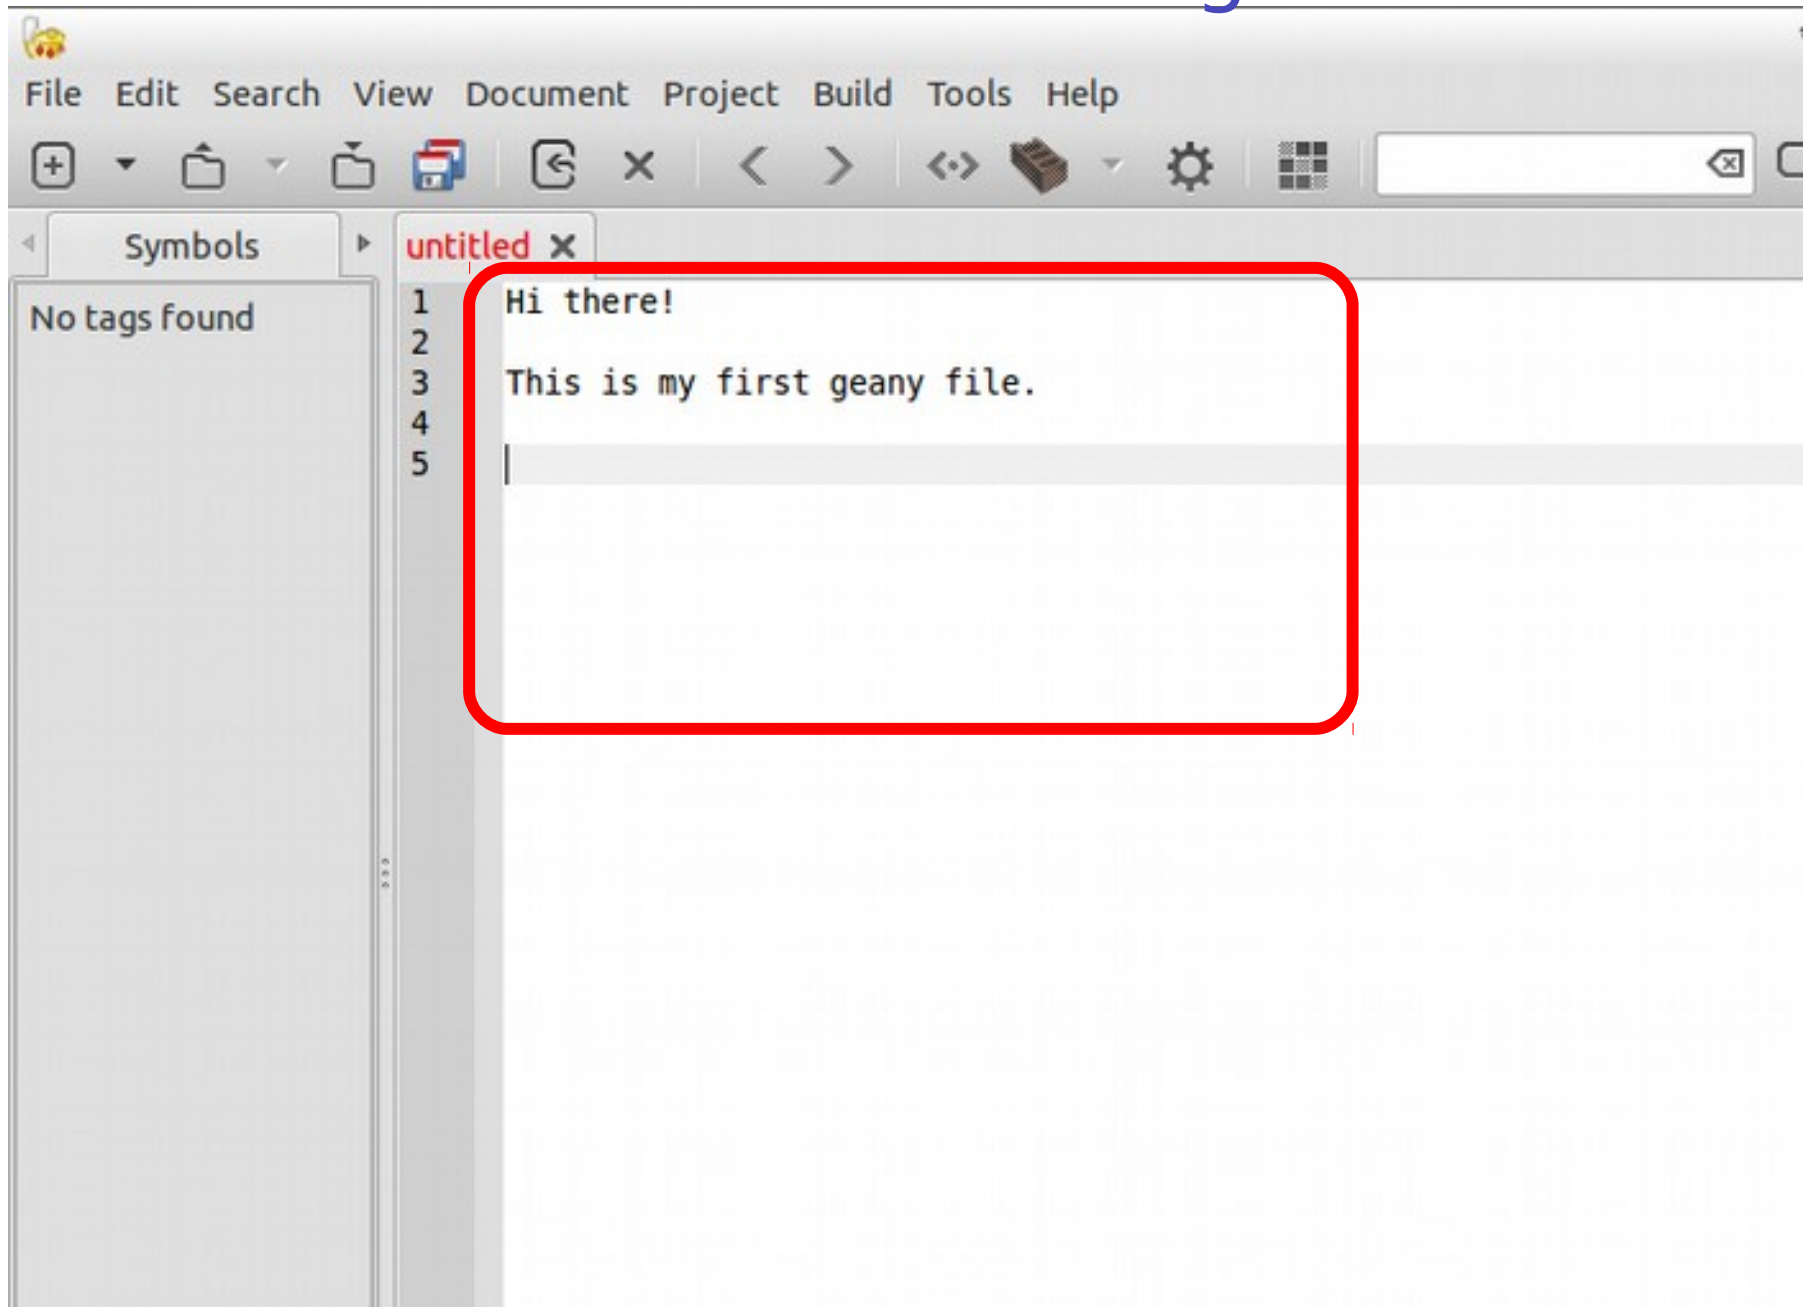 File Edit Search View Document Project Build Tools Help
Symbols
untitled
No tags found
1 Hi there!
2
3 This is my first geany file.
4
5